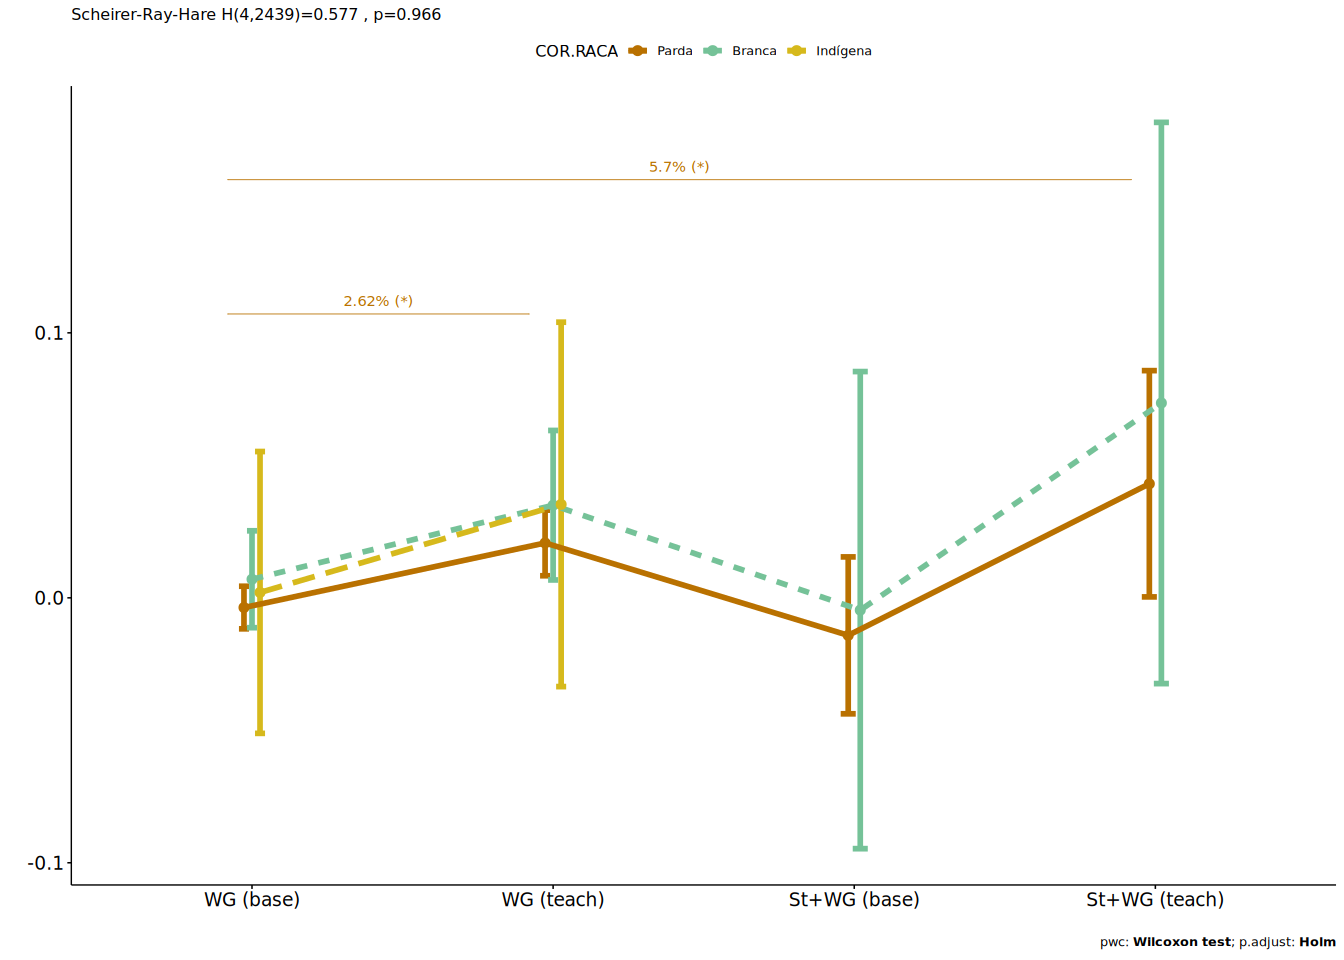 Scheirer-Ray-Hare H(4,2439)=0.577 , p=0.966
COR.RACA Parda Branca Indígena
5.7% (*)
2.62% (*)
0.1
0.0
-0.1
WG (base) WG (teach) St+WG (base) St+WG (teach)
pwc: Wilcoxon test; p.adjust: Holm